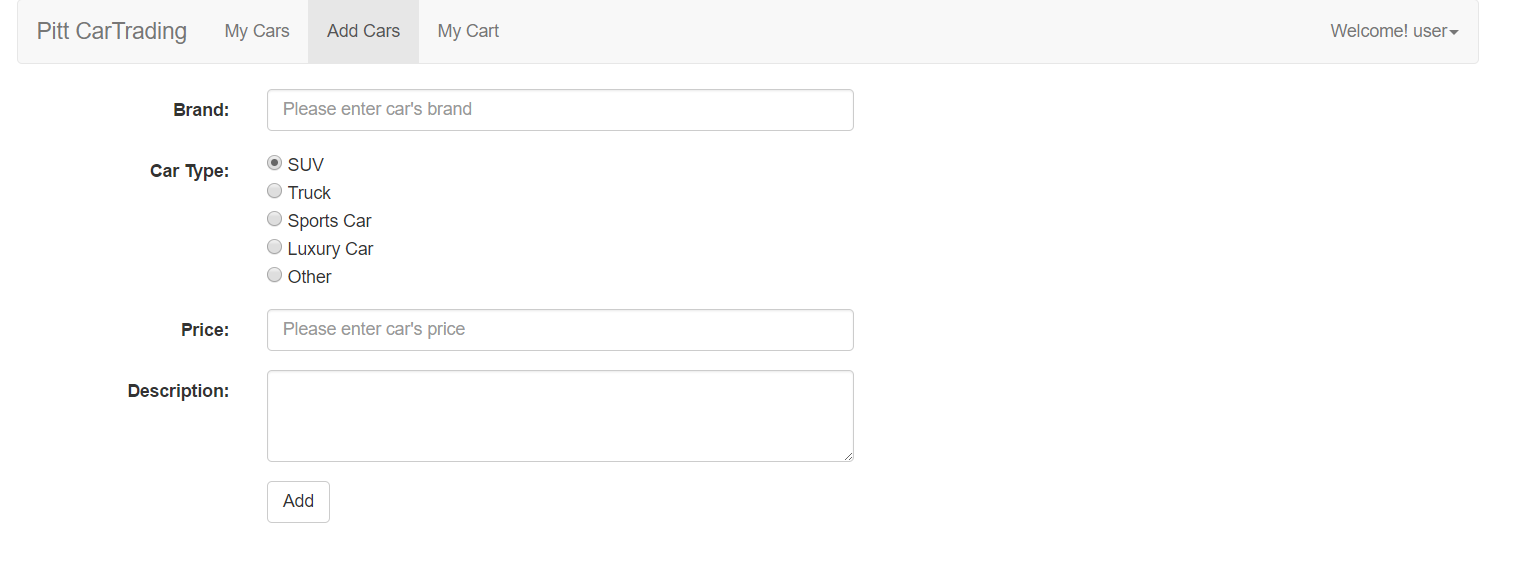 Pitt CarTrading My Cars Add Cars My Cart Welcome! user
Brand: Please enter car's brand
Car Type: SUV
Truck
Sports Car
Luxury Car
Other
Price: Please enter car's price
Description:
Add